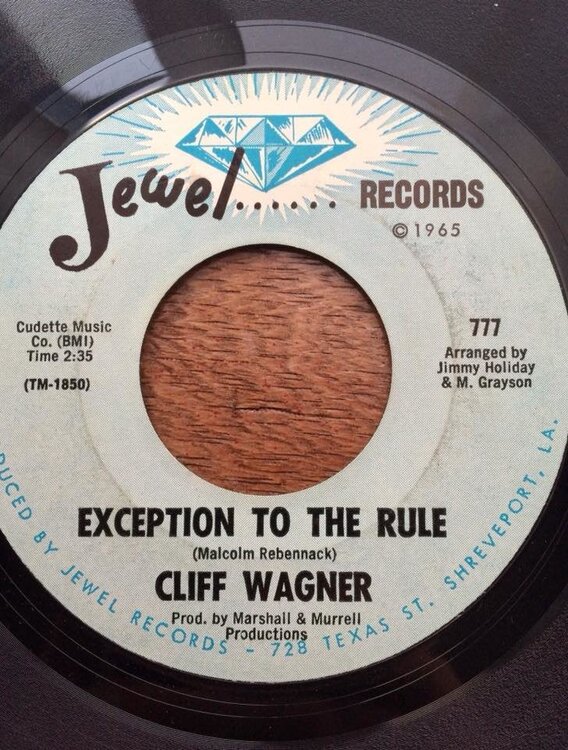 Jewel...... RECORDS
© 1965
Cudette Music
Co. (BMI)
Time 2:35
(TM-1850)
777
Arranged by
Jimmy Holiday
& M. Grayson
EXCEPTION TO THE RULE
(Malcolm Rebennack)
CLIFF WAGNER
Prod. by Marshall & Murrell
Productions
DUCED BY JEWEL RECORDS - 728 TEXAS ST. SHREVEPORT, LA.